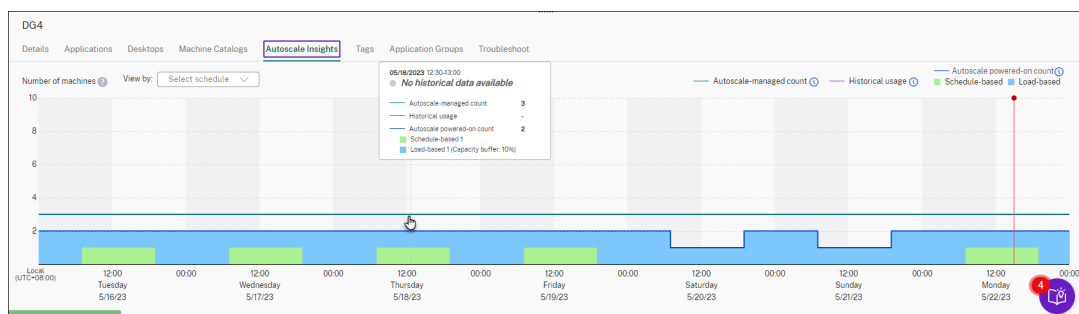 DG4
Details Applications Desktops Machine Catalogs Autoscale Insights Tags Application Groups Troubleshoot
Number of machines ? View by: Select schedule
05/18/2023 12:30-13:00
No historical data available
Autoscale-managed count 3
Historical usage -
Autoscale powered-on count 2
Schedule-based 1
Load-based 1 (Capacity buffer: 10%)
Autoscale-managed count Historical usage Autoscale powered-on count
Schedule-based Load-based
10
8
6
4
2
Local
(UTC+08:00)
12:00 00:00 12:00 00:00 12:00 00:00 12:00 00:00 12:00 00:00 12:00 00:00 12:00 00:00
Tuesday Wednesday Thursday Friday Saturday Sunday Monday
5/16/23 5/17/23 5/18/23 5/19/23 5/20/23 5/21/23 5/22/23
4